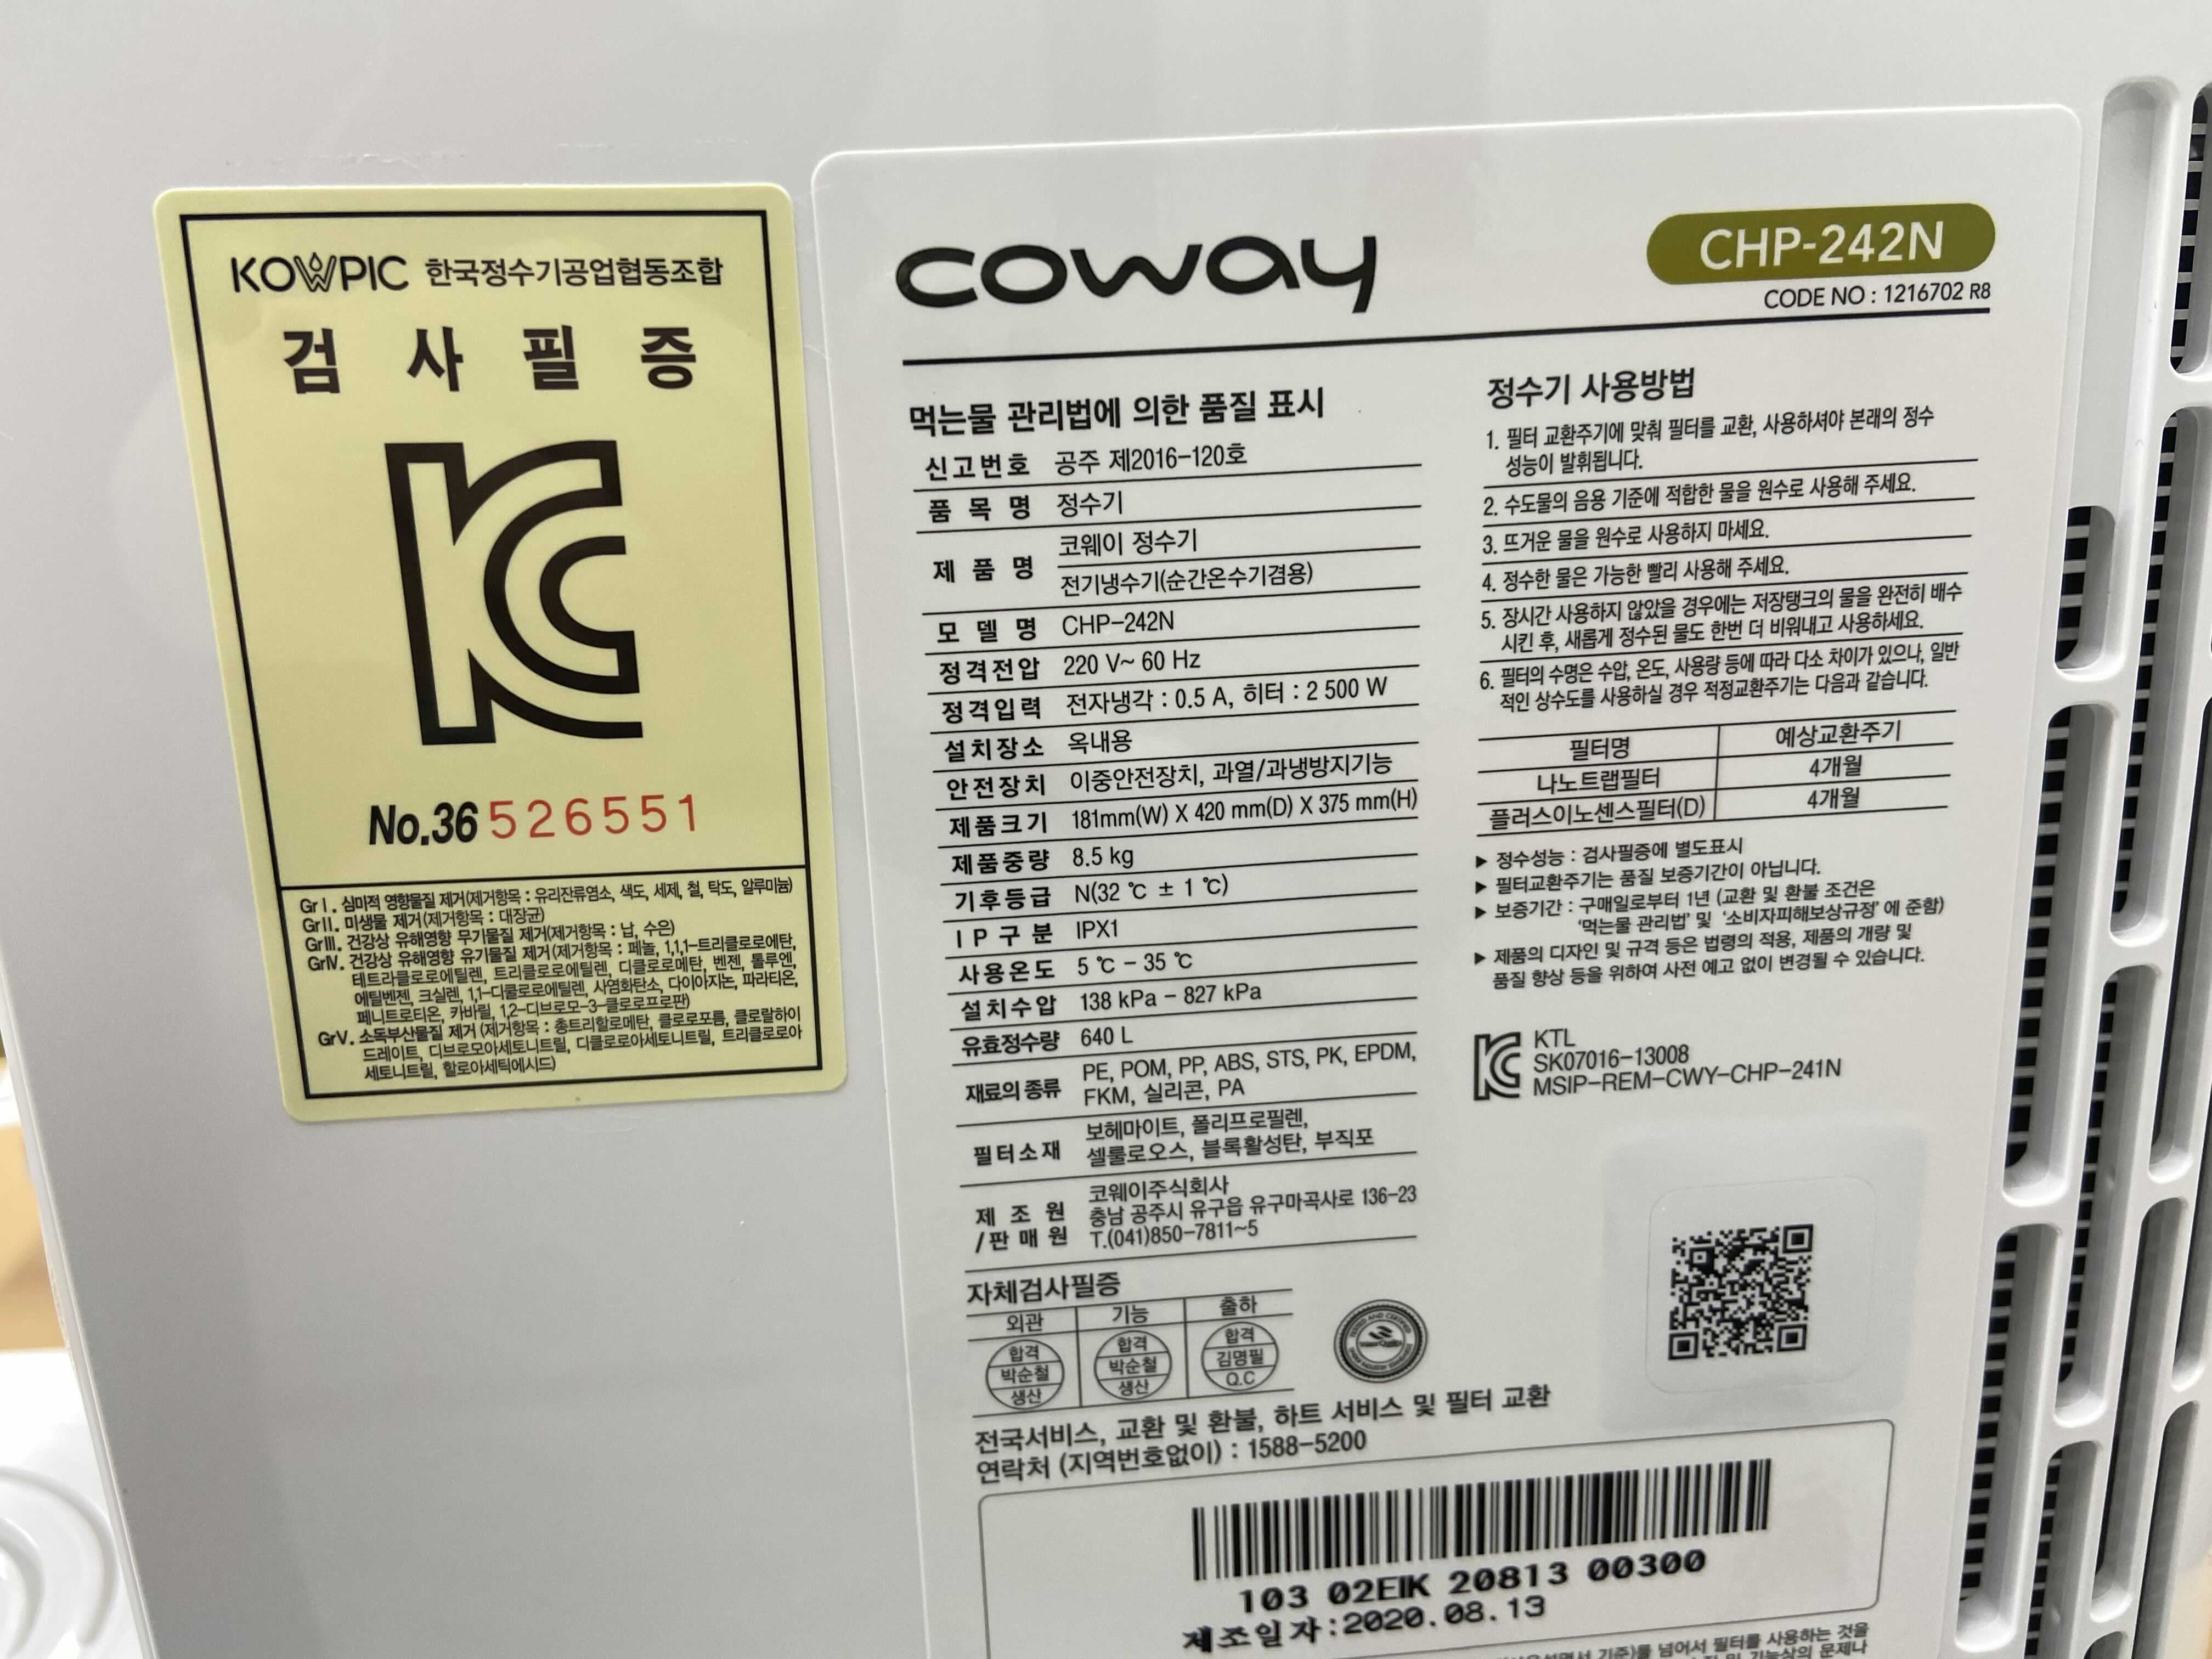 KOWPIC 한국정수기공업협동조합
검 사 필 증
No.36 526551
GrⅠ. 심미적 영향물질 제거(제거항목 : 유리잔류염소, 색도, 세제, 철, 탁도, 알루미늄)
GrⅡ. 미생물 제거(제거항목 : 대장균)
GrⅢ. 건강상 유해영향 무기물질 제거(제거항목 : 납, 수은)
GrⅣ. 건강상 유해영향 유기물질 제거(제거항목 : 페놀, 1,1,1-트리클로로에탄,
테트라클로로에틸렌, 트리클로로에틸렌, 디클로로메탄, 벤젠, 톨루엔,
에틸벤젠, 크실렌, 1,1-디클로로에틸렌, 사염화탄소, 다이아지논, 파라티온,
페니트로티온, 카바릴, 1,2-디브로모-3-클로로프로판)
GrⅤ. 소독부산물질 제거(제거항목 : 총트리할로메탄, 클로로포름, 클로랄하이
드레이트, 디브로모아세토니트릴, 디클로로아세토니트릴, 트리클로로아
세토니트릴, 할로아세틱에시드)
coway
CHP-242N
CODE NO : 1216702 R8
먹는물 관리법에 의한 품질 표시
신고번호 공주 제2016-120호
품 목 명 정수기
제 품 명 코웨이 정수기
전기냉수기(순간온수기겸용)
모 델 명 CHP-242N
정격전압 220 V~ 60 Hz
정격입력 전자냉각 : 0.5 A, 히터 : 2 500 W
설치장소 옥내용
안전장치 이중안전장치, 과열/과냉방지기능
제품크기 181mm(W) X 420 mm(D) X 375 mm(H)
제품중량 8.5 kg
기후등급 N(32 ℃ ± 1 ℃)
I P 구 분 IPX1
사용온도 5 ℃ - 35 ℃
설치수압 138 kPa - 827 kPa
유효정수량 640 L
재료의 종류 PE, POM, PP, ABS, STS, PK, EPDM,
FKM, 실리콘, PA
필터소재 보헤마이트, 폴리프로필렌,
셀룰로오스, 블록활성탄, 부직포
제 조 원 코웨이주식회사
/판 매 원 충남 공주시 유구읍 유구마곡사로 136-23
T.(041)850-7811~5
자체검사필증
외관 기능 출하
합격 합격 합격
박순철 박순철 김명필
생산 생산 Q.C
전국서비스, 교환 및 환불, 하트 서비스 및 필터 교환
연락처 (지역번호없이) : 1588-5200
정수기 사용방법
1. 필터 교환주기에 맞춰 필터를 교환, 사용하셔야 본래의 정수
성능이 발휘됩니다.
2. 수도물의 음용 기준에 적합한 물을 원수로 사용해 주세요.
3. 뜨거운 물을 원수로 사용하지 마세요.
4. 정수한 물은 가능한 빨리 사용해 주세요.
5. 장시간 사용하지 않았을 경우에는 저장탱크의 물을 완전히 배수
시킨 후, 새롭게 정수된 물도 한번 더 비워내고 사용하세요.
6. 필터의 수명은 수압, 온도, 사용량 등에 따라 다소 차이가 있으나, 일반
적인 상수도를 사용하실 경우 적정교환주기는 다음과 같습니다.
필터명 예상교환주기
나노트랩필터 4개월
플러스이노센스필터(D) 4개월
▶ 정수성능 : 검사필증에 별도표시
▶ 필터교환주기는 품질 보증기간이 아닙니다.
▶ 보증기간 : 구매일로부터 1년 (교환 및 환불 조건은
'먹는물 관리법' 및 '소비자피해보상규정' 에 준함)
▶ 제품의 디자인 및 규격 등은 법령의 적용, 제품의 개량 및
품질 향상 등을 위하여 사전 예고 없이 변경될 수 있습니다.
KTL
SK07016-13008
MSIP-REM-CWY-CHP-241N
103 02EIK 20813 00300
제조일자:2020.08.13
넘어서 필터를 사용하는 것을
기능상의 문제나